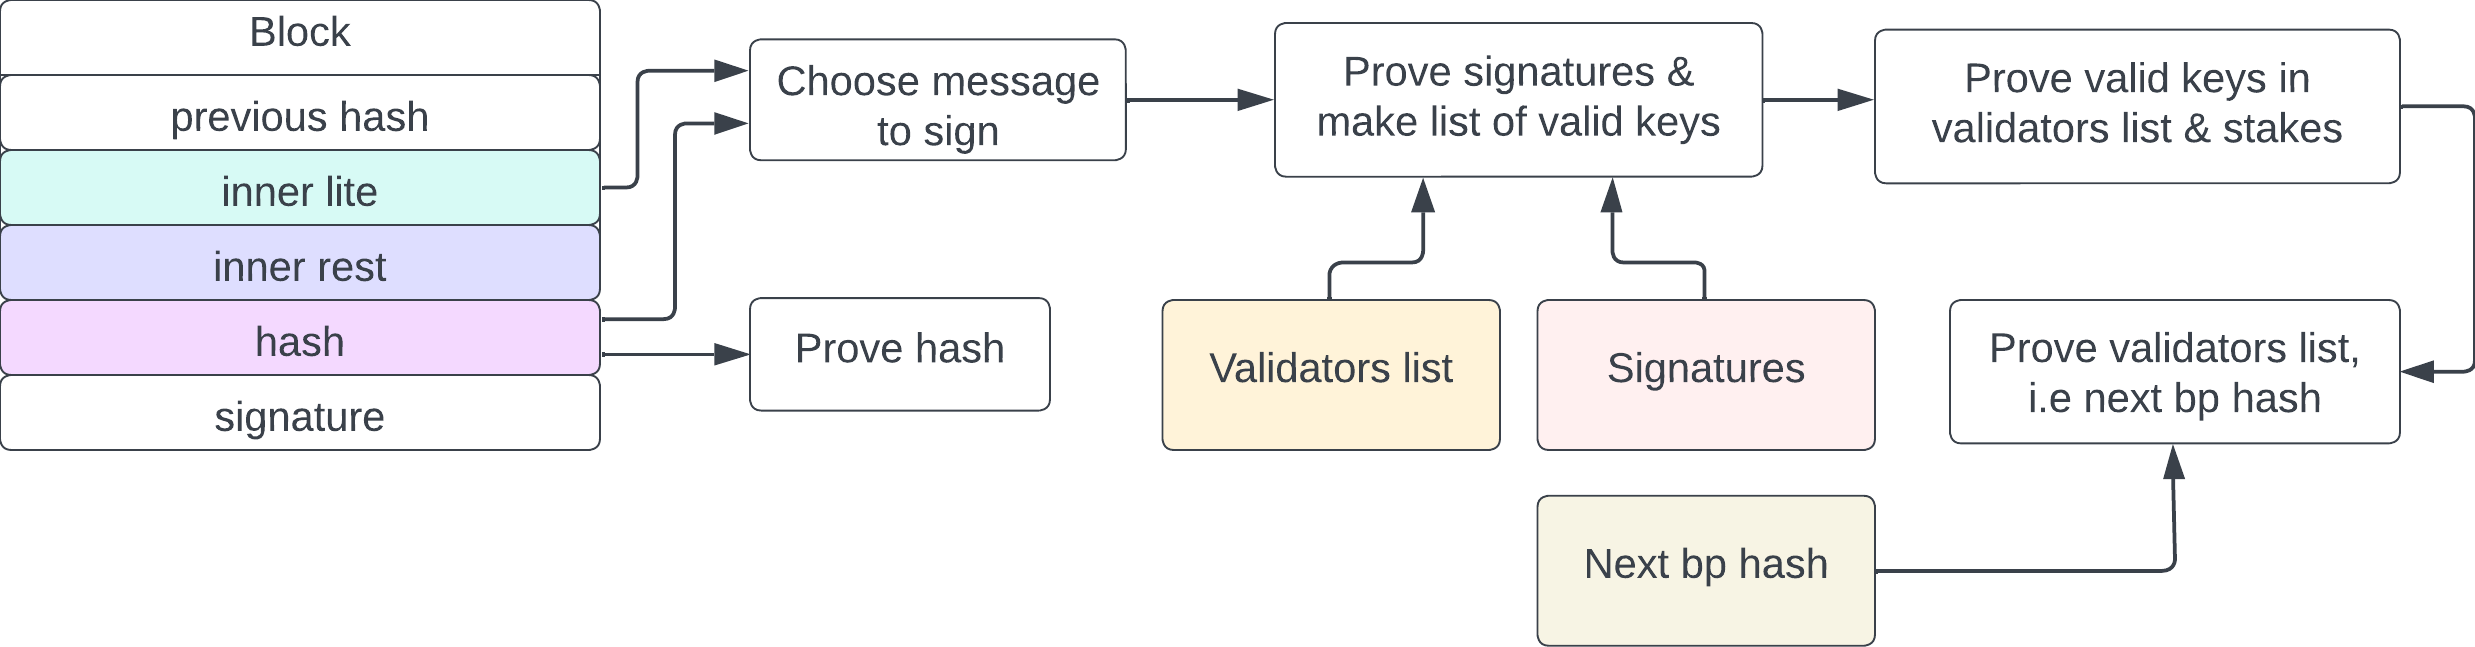 Block
previous hash
inner lite
inner rest
hash
signature
Choose message
to sign
Prove hash
Prove signatures &
make list of valid keys
Validators list
Signatures
Prove valid keys in
validators list & stakes
Prove validators list,
i.e next bp hash
Next bp hash